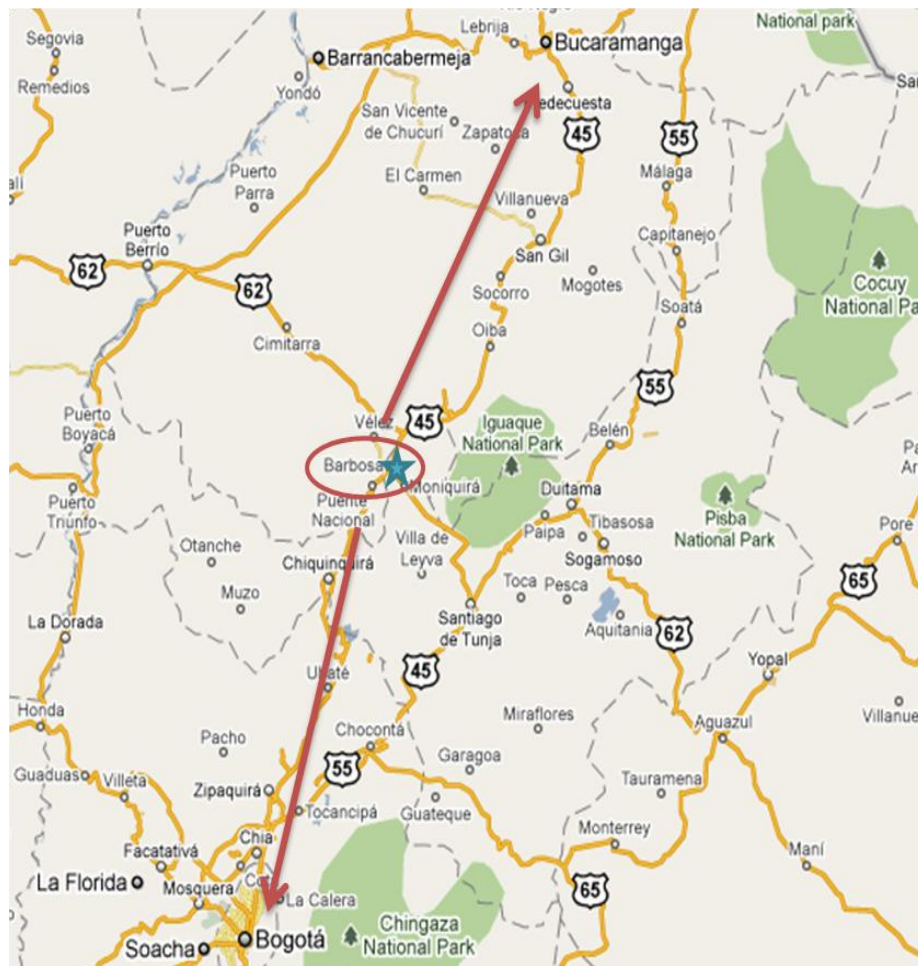 National park
Lebrija
Bucaramanga
Segovia
Barrancabermeja
Remedios
Yondó
edecuesta
San Vicente
de Chucurí
Zapatoca
45
55
Málaga
El Carmen
Puerto
Parra
Villanueva
Puerto
Berrío
San Gil
Capitanejo
62
62
Mogotes
Cocuy
National Pa
Socorro
Soatá
Oiba
Cimitarra
55
Vélez
45
Iguaque
National Park
Belén
Puerto
Boyacá
Barbosa
Moniquirá
Puente
Nacional
Duitama
Pisba
National Park
Puerto
Triunfo
Paipa
Tibasosa
Pore
Otanche
Villa de
Leyva
Chiquinquirá
Sogamoso
Toca
Pesca
65
Muzo
Santiago
de Tunja
La Dorada
Aquitania
62
45
Yopal
Honda
Miraflores
Villanue
Pacho
Chocontá
Aguazul
Garagoa
55
Guaduas
Villeta
Zipaquirá
Tauramena
Tocancipá
Guateque
Monterrey
Chia
Facatativá
Maní
La Florida
Mosquera
La Calera
65
Chingaza
National Park
Soacha
Bogotá